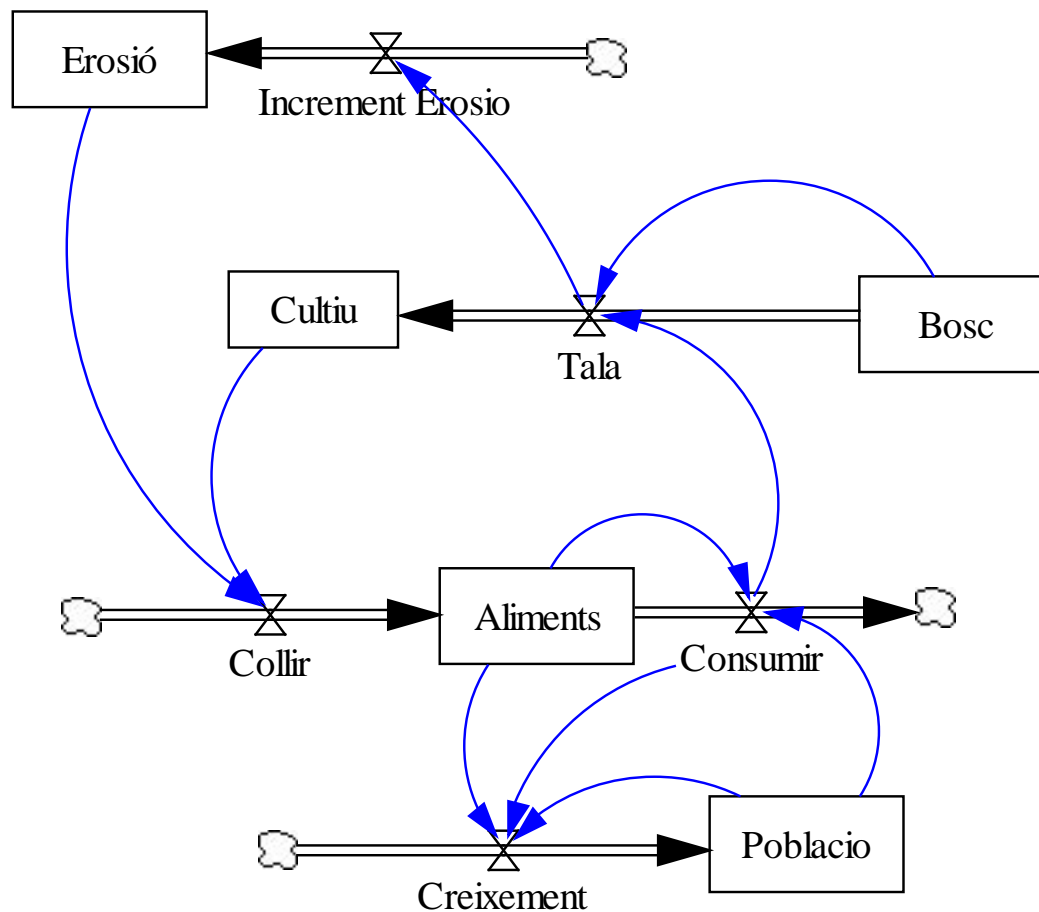 Erosió
Increment Erosio
Cultiu
Tala
Bosc
Collir
Aliments
Consumir
Creixement
Poblacio